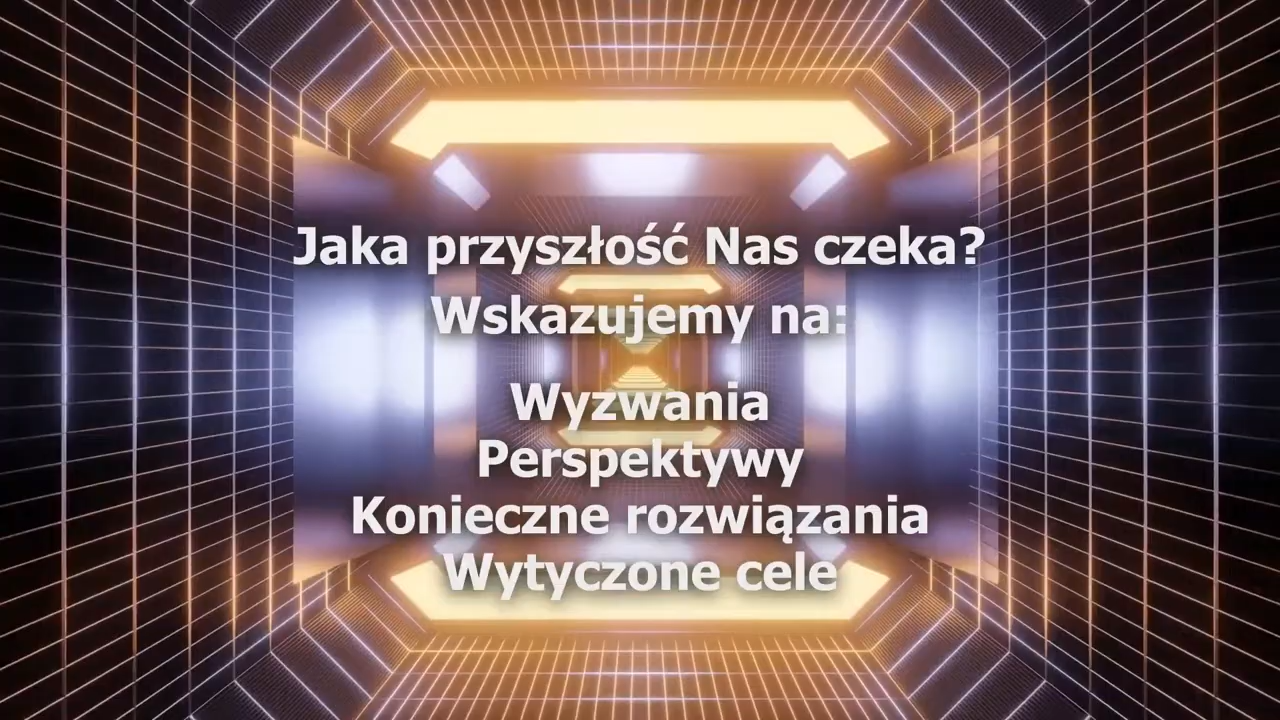 Jaka przyszłość Nas czeka?
Wskazujemy na:
Wyzwania
Perspektywy
Konieczne rozwiązania
Wytyczone cele